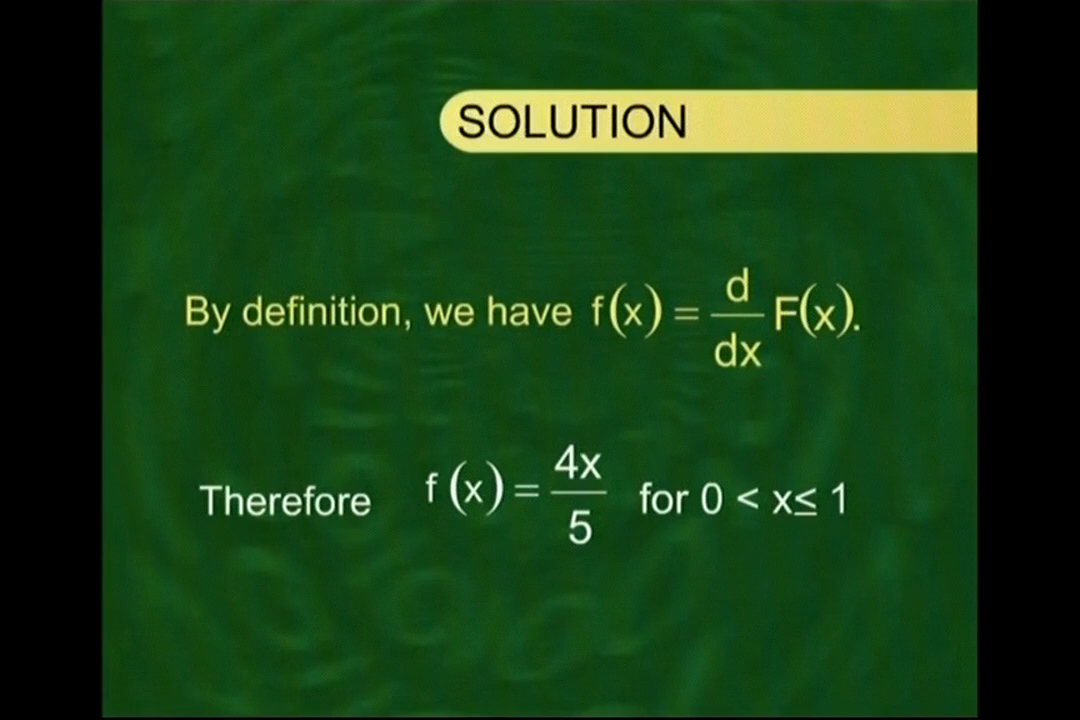 SOLUTION
By definition, we have f(x) = d/dx F(x).
Therefore f(x) = 4x/5 for 0 < x ≤ 1